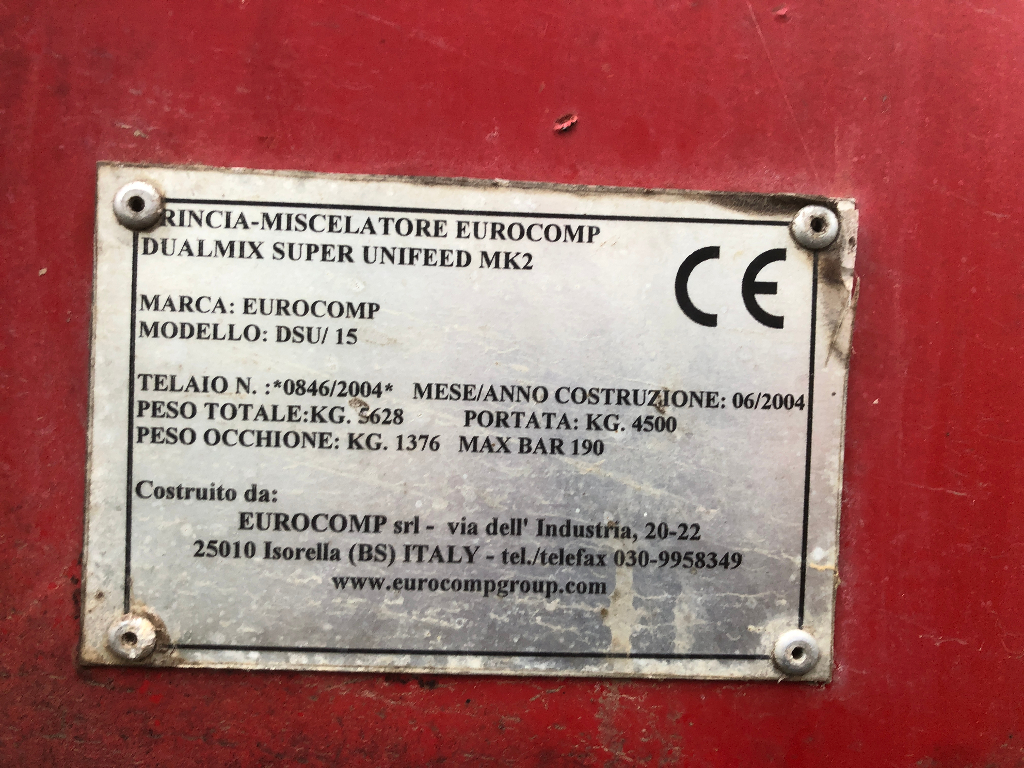 RINCIA-MISCELATORE EUROCOMP
DUALMIX SUPER UNIFEED MK2
CE
MARCA: EUROCOMP
MODELLO: DSU/ 15
TELAIO N. :*0846/2004* MESE/ANNO COSTRUZIONE: 06/2004
PESO TOTALE:KG. 5628 PORTATA: KG. 4500
PESO OCCHIONE: KG. 1376 MAX BAR 190
Costruito da:
EUROCOMP srl - via dell' Industria, 20-22
25010 Isorella (BS) ITALY - tel./telefax 030-9958349
www.eurocompgroup.com